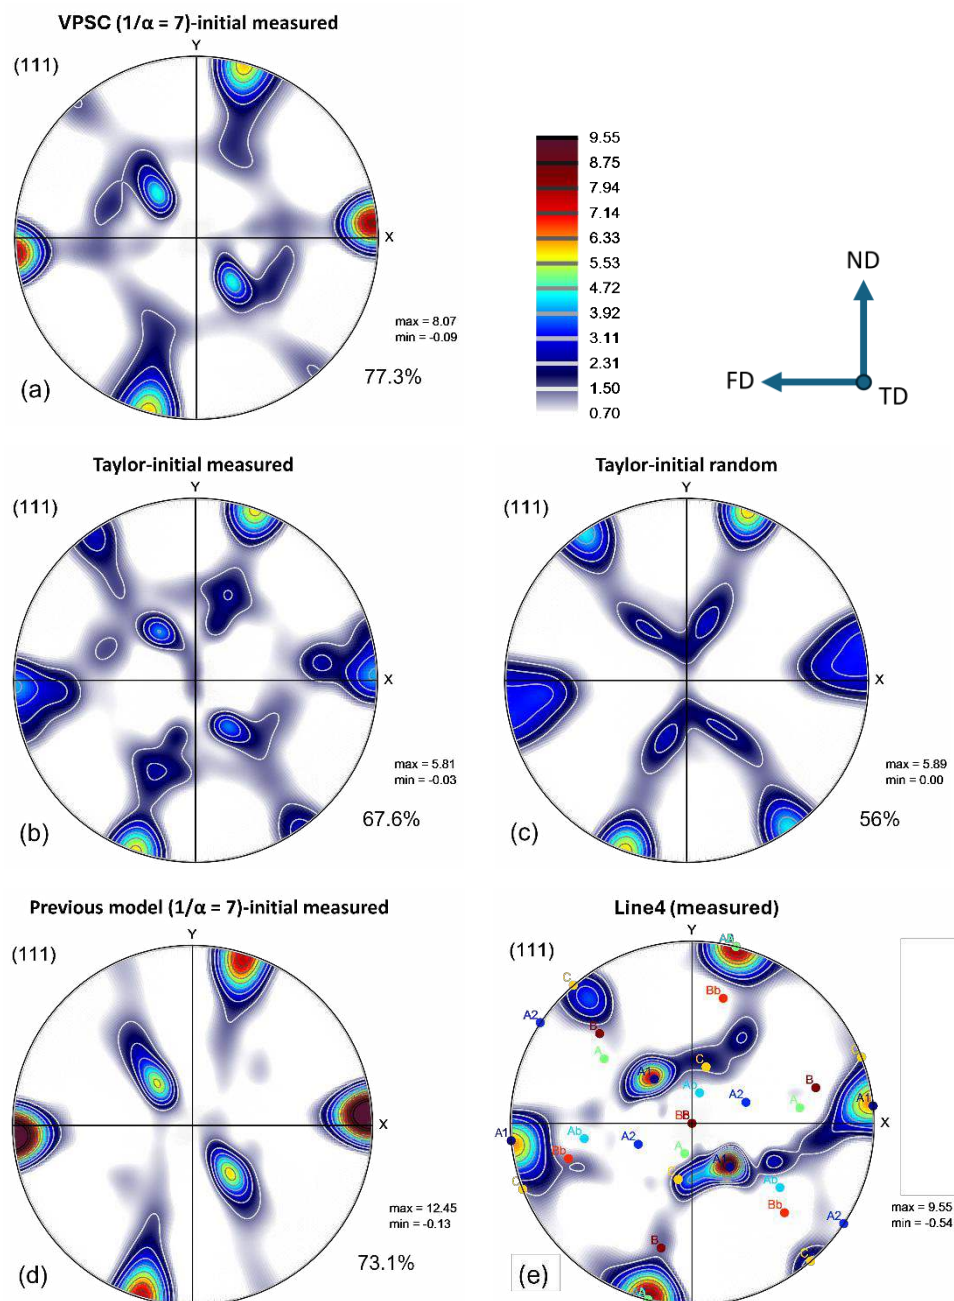 VPSC (1/α = 7)-initial measured
Y
(111)
X
max = 8.07
min = -0.09
77.3%
(a)
9.55
8.75
7.94
7.14
6.33
5.53
4.72
3.92
3.11
2.31
1.50
0.70
ND
FD
TD
Taylor-initial measured
Y
(111)
X
max = 5.81
min = -0.03
67.6%
(b)
Taylor-initial random
Y
(111)
X
max = 5.89
min = 0.00
56%
(c)
Previous model (1/α = 7)-initial measured
Y
(111)
X
max = 12.45
min = -0.13
73.1%
(d)
Line4 (measured)
Y
(111)
C
Bb
A2
B
A
C
C
A1
Ab
B
A2
A
A1
X
A1
Ab
A2
Bb
A
A1
C
C
Ab
Bb
A2
B
C
A
max = 9.55
min = -0.54
(e)